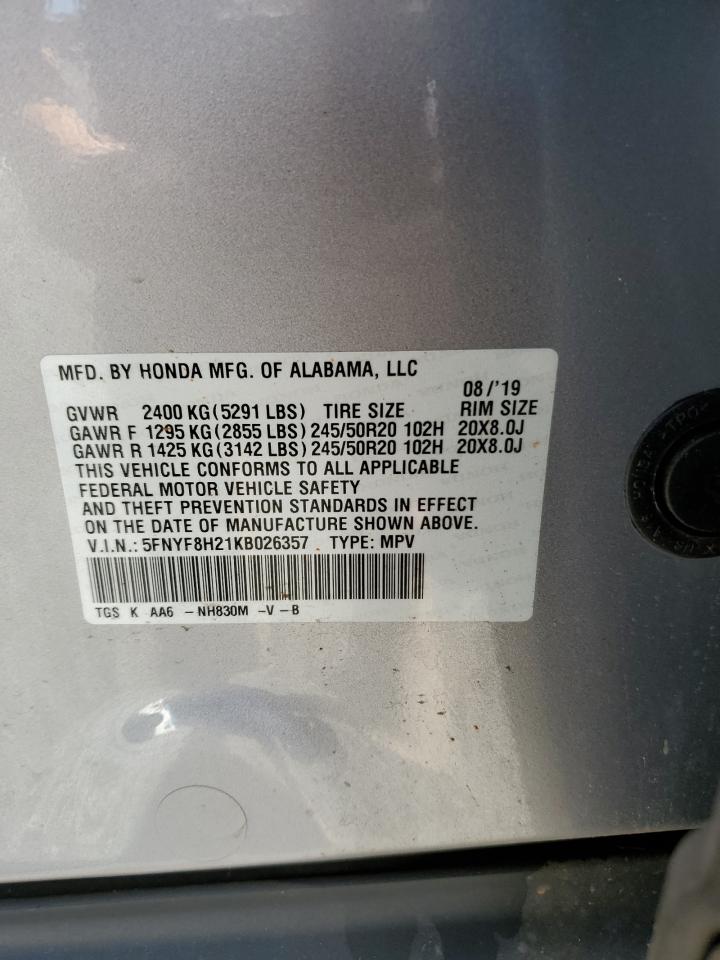 MFD. BY HONDA MFG. OF ALABAMA, LLC
08/'19
GVWR 2400 KG(5291 LBS) TIRE SIZE RIM SIZE
GAWR F 1295 KG(2855 LBS)245/50R20 102H 20X8.0J
GAWR R 1425 KG(3142 LBS)245/50R20 102H 20X8.0J
THIS VEHICLE CONFORMS TO ALL APPLICABLE
FEDERAL MOTOR VEHICLE SAFETY
AND THEFT PREVENTION STANDARDS IN EFFECT
ON THE DATE OF MANUFACTURE SHOWN ABOVE.
V.I.N.: 5FNYF8H21KB026357 TYPE: MPV
TGS K AA6 -NH830M -V -B
HONDA >TPO<